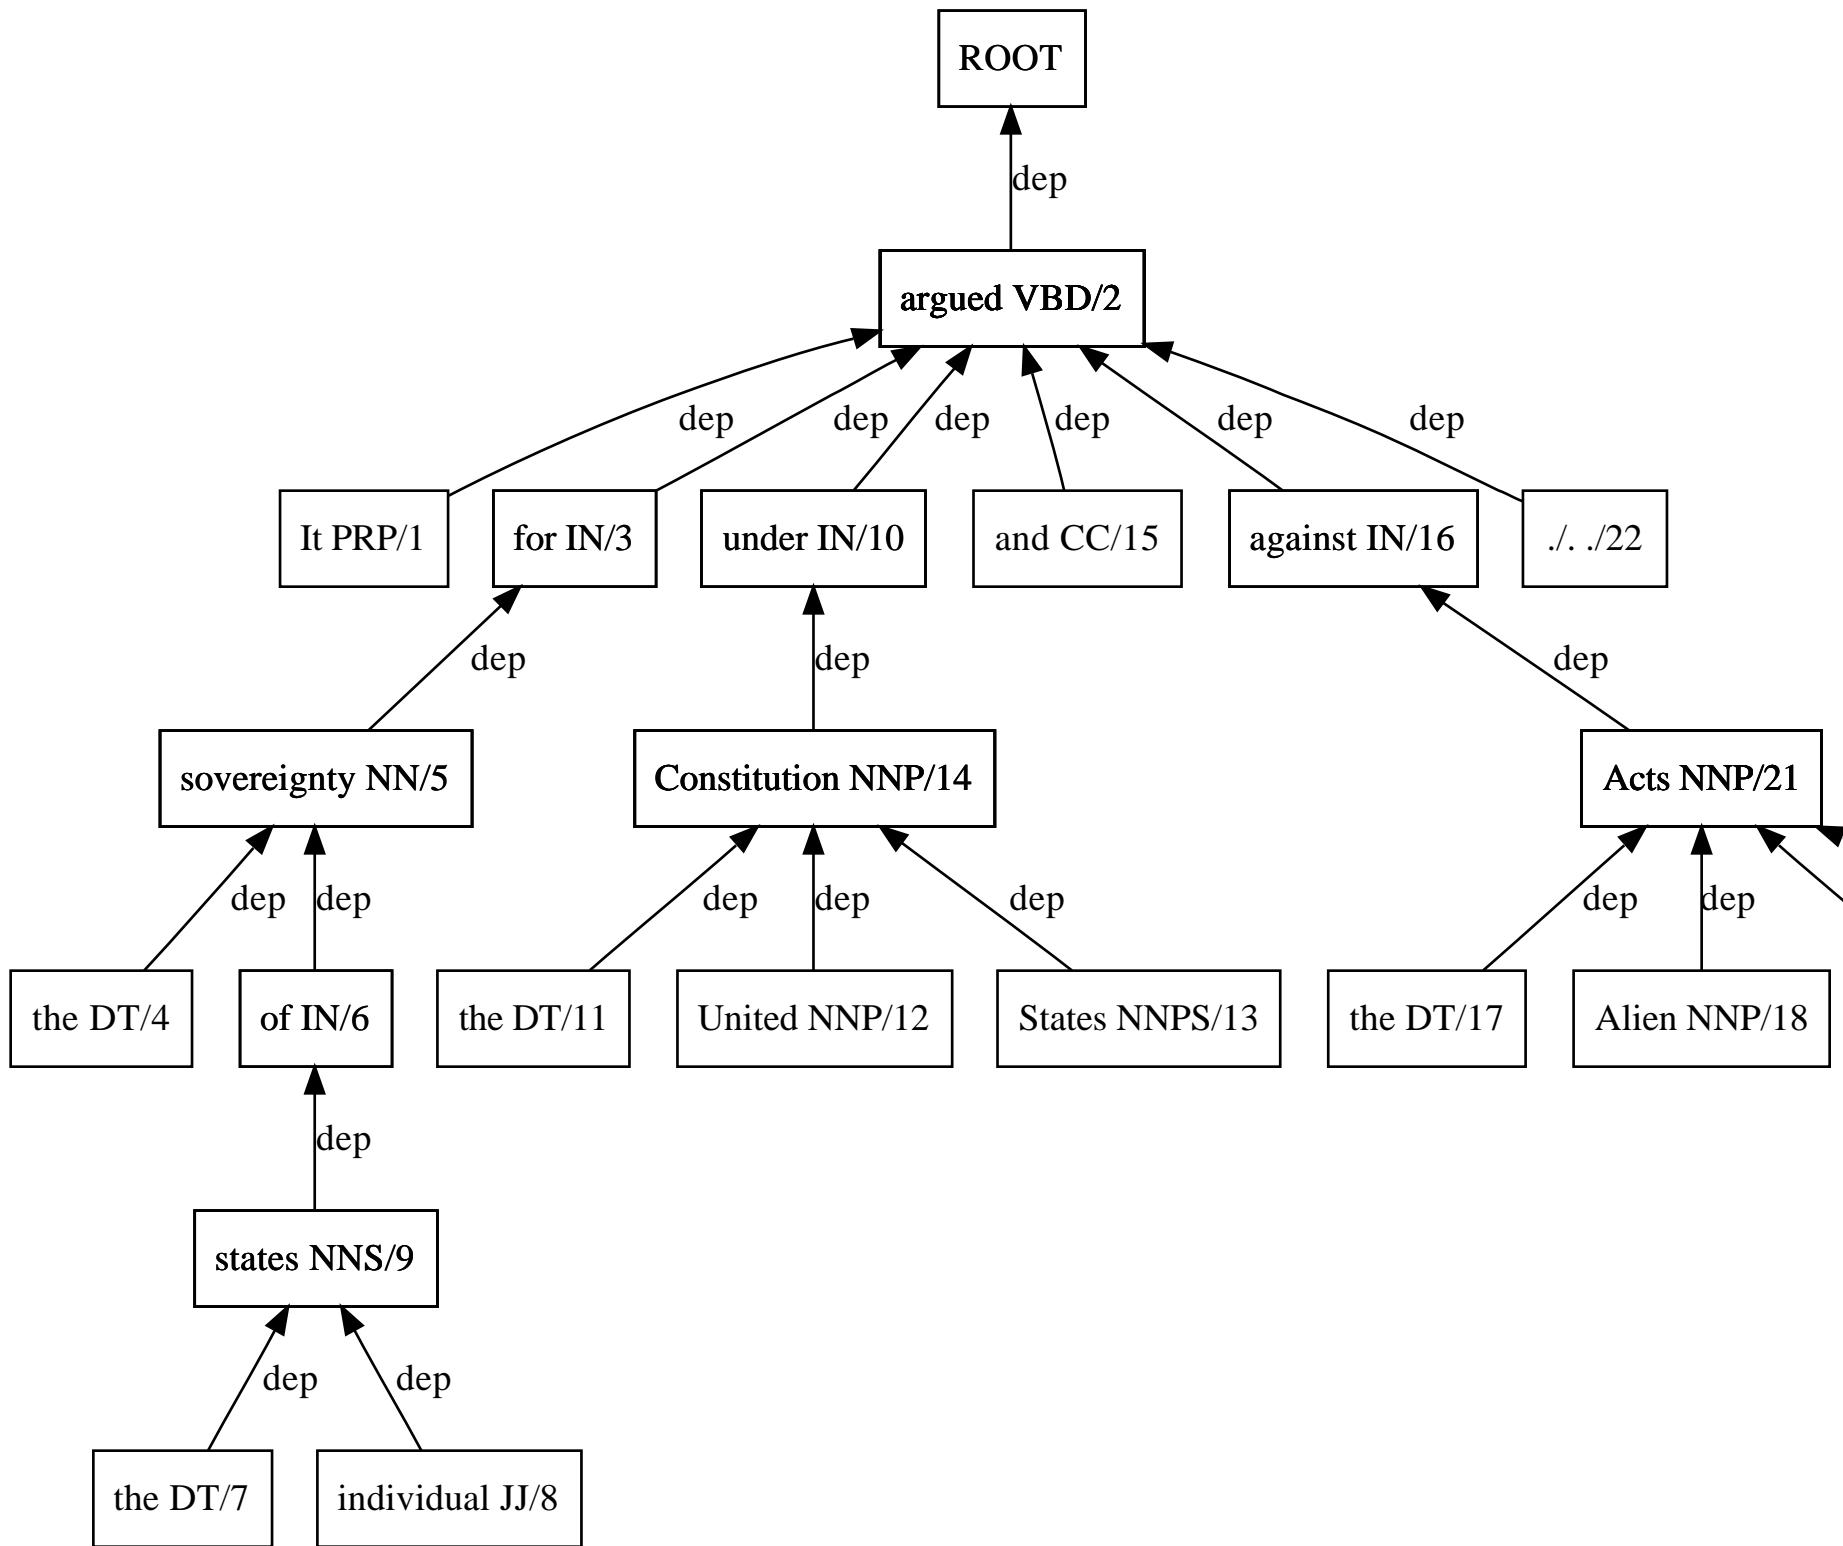 ROOT
dep
argued VBD/2
dep dep dep dep dep dep
It PRP/1 for IN/3 under IN/10 and CC/15 against IN/16 ./. ./22
dep dep dep
sovereignty NN/5 Constitution NNP/14 Acts NNP/21
dep dep dep dep dep dep dep
the DT/4 of IN/6 the DT/11 United NNP/12 States NNPS/13 the DT/17 Alien NNP/18
dep
states NNS/9
dep dep
the DT/7 individual JJ/8